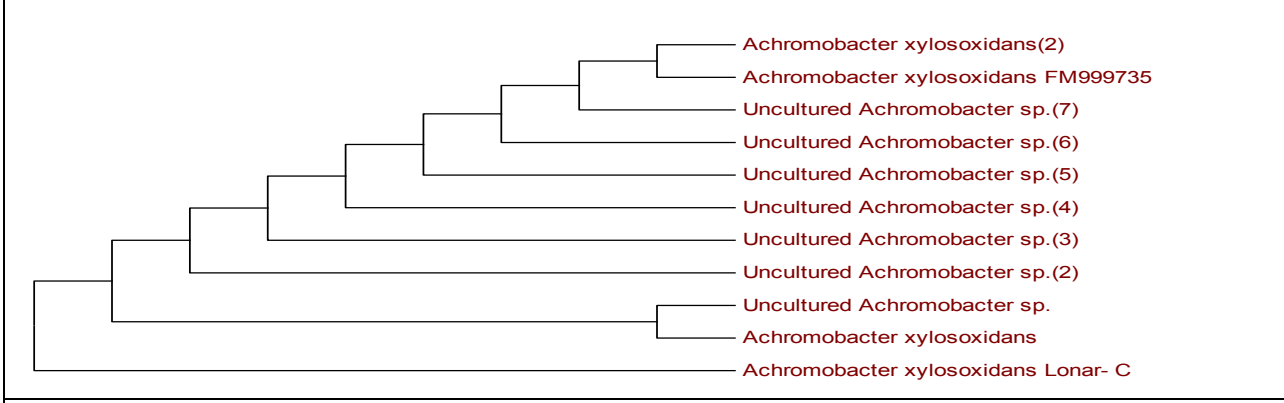 Achromobacter xylosoxidans(2)
Achromobacter xylosoxidans FM999735
Uncultured Achromobacter sp.(7)
Uncultured Achromobacter sp.(6)
Uncultured Achromobacter sp.(5)
Uncultured Achromobacter sp.(4)
Uncultured Achromobacter sp.(3)
Uncultured Achromobacter sp.(2)
Uncultured Achromobacter sp.
Achromobacter xylosoxidans
Achromobacter xylosoxidans Lonar- C